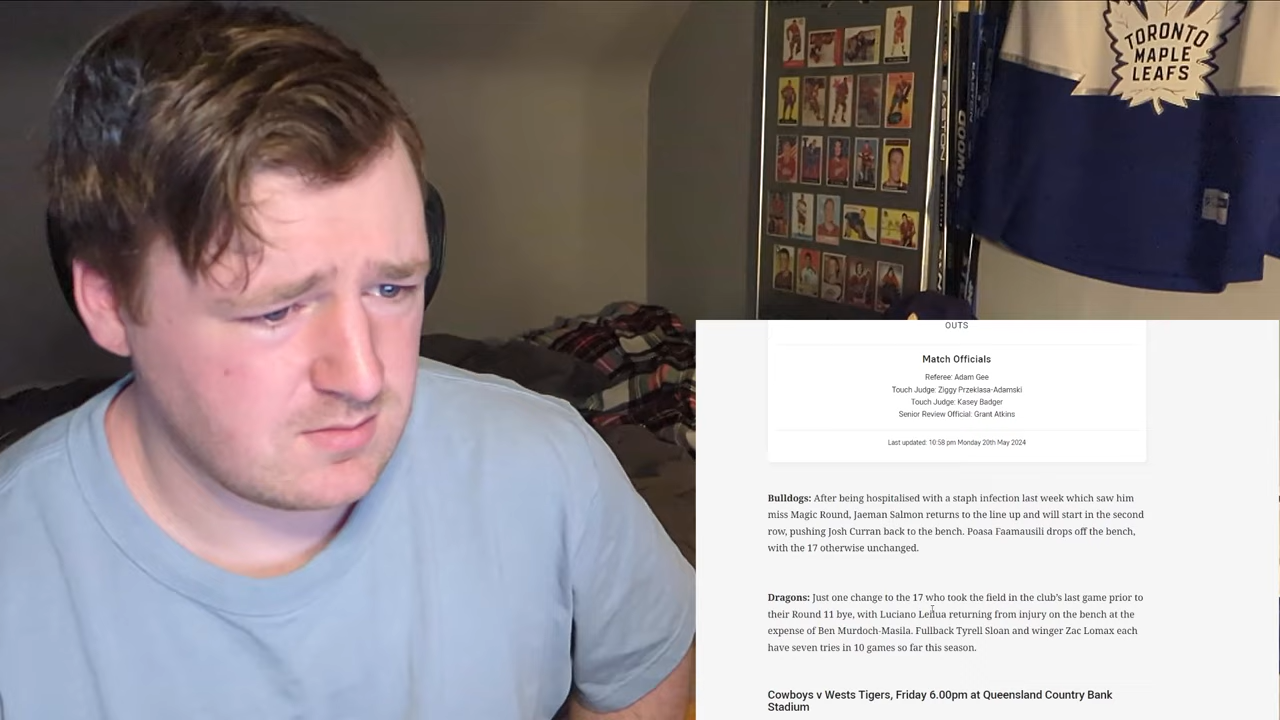 TORONTO
MAPLE
LEAFS
EASTON
OUTS
Match Officials
Referee: Adam Gee
Touch Judge: Ziggy Przeklasa-Adamski
Touch Judge: Kasey Badger
Senior Review Official: Grant Atkins
Last updated: 10:58 pm Monday 20th May 2024
Bulldogs: After being hospitalised with a staph infection last week which saw him
miss Magic Round, Jaeman Salmon returns to the line up and will start in the second
row, pushing Josh Curran back to the bench. Poasa Faamausili drops off the bench,
with the 17 otherwise unchanged.
Dragons: Just one change to the 17 who took the field in the club's last game prior to
their Round 11 bye, with Luciano Leilua returning from injury on the bench at the
expense of Ben Murdoch-Masila. Fullback Tyrell Sloan and winger Zac Lomax each
have seven tries in 10 games so far this season.
Cowboys v Wests Tigers, Friday 6.00pm at Queensland Country Bank
Stadium